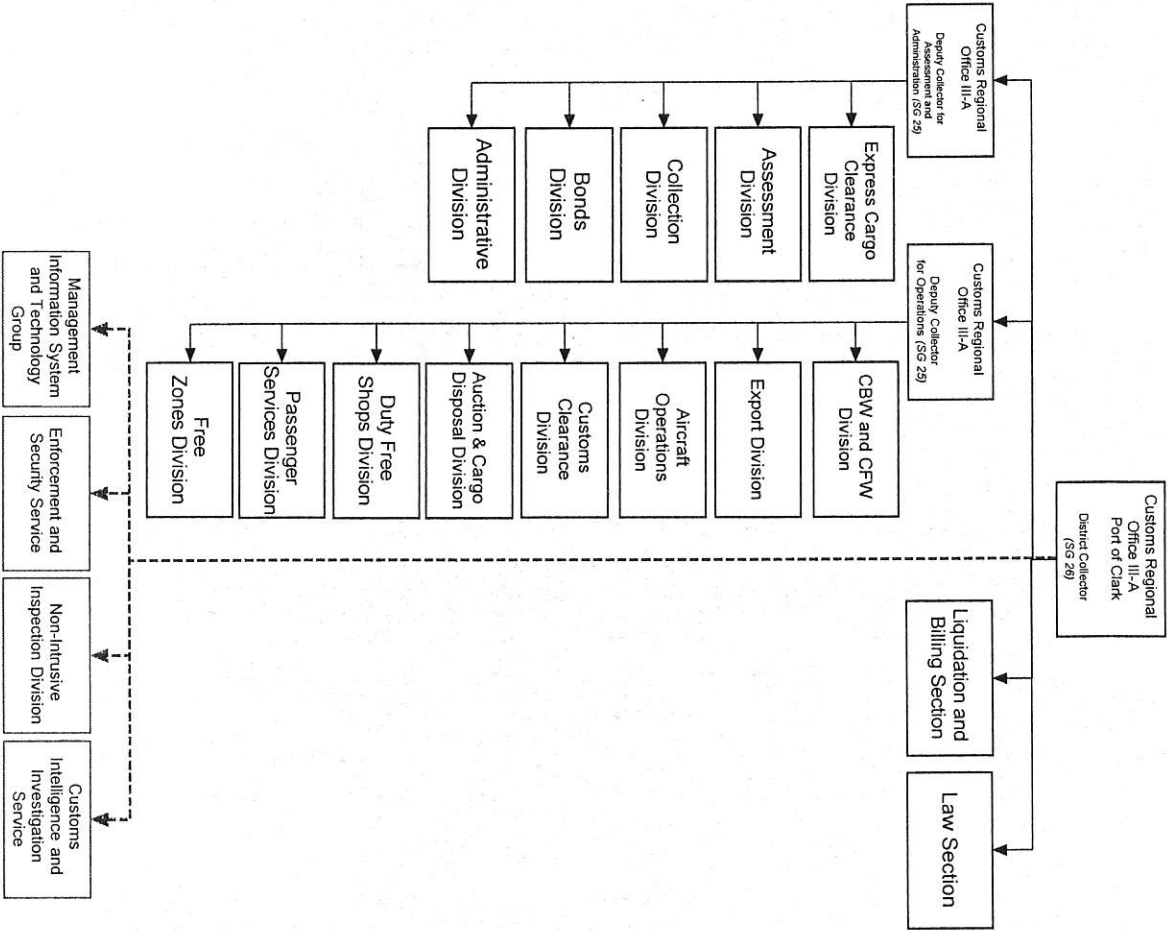 Customs Regional
Office III-A
Port of Clark
District Collector
(SG 26)
Customs Regional
Office III-A
Deputy Collector for
Assessment and
Administration (SG 25)
Express Cargo
Clearance
Division
Assessment
Division
Collection
Division
Bonds
Division
Administrative
Division
Customs Regional
Office III-A
Deputy Collector
for Operations (SG 25)
CBW and CFW
Division
Export Division
Aircraft
Operations
Division
Customs
Clearance
Division
Auction & Cargo
Disposal Division
Duty Free
Shops Division
Passenger
Services Division
Free
Zones Division
Liquidation and
Billing Section
Law Section
Management
Information System
and Technology
Group
Enforcement and
Security Service
Non-Intrusive
Inspection Division
Customs
Intelligence and
Investigation
Service